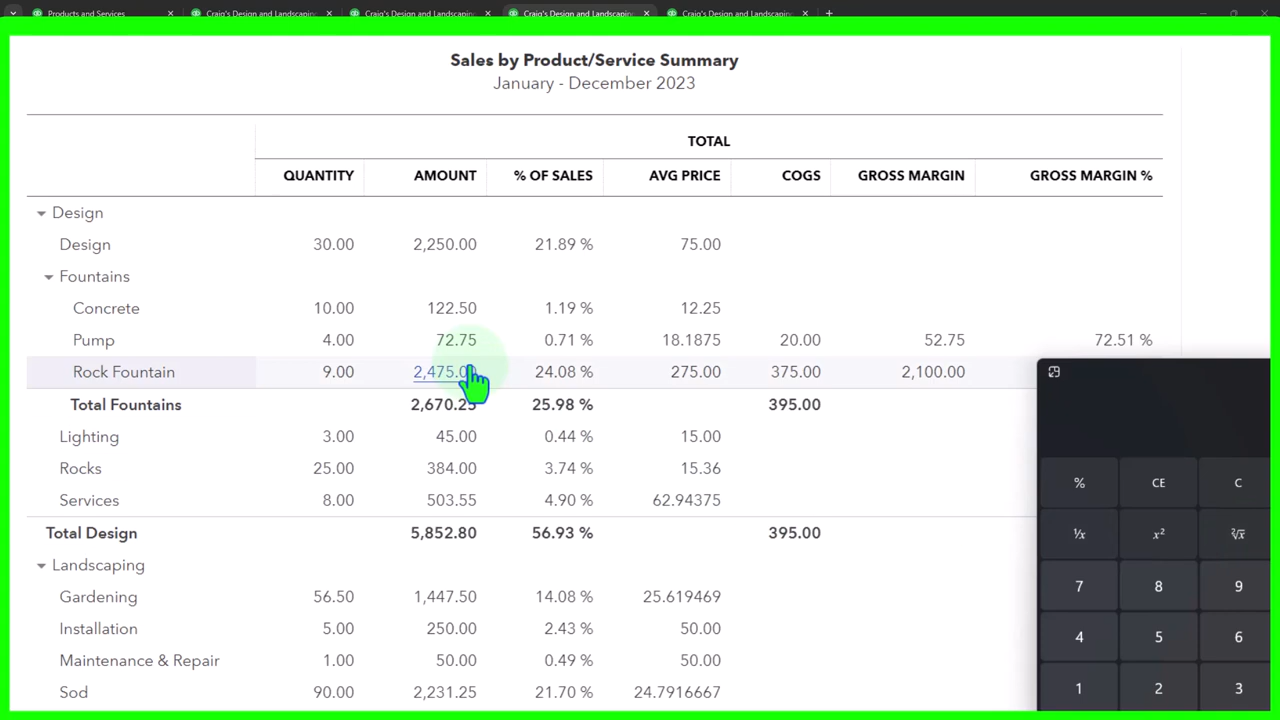 Products and Services
Craig's Design and Landscaping
Craig's Design and Landscaping
Craig's Design and Landscaping
Craig's Design and Landscaping
Sales by Product/Service Summary
January - December 2023
TOTAL
QUANTITY AMOUNT % OF SALES AVG PRICE COGS GROSS MARGIN GROSS MARGIN %
Design
Design 30.00 2,250.00 21.89 % 75.00
Fountains
Concrete 10.00 122.50 1.19 % 12.25
Pump 4.00 72.75 0.71 % 18.1875 20.00 52.75 72.51 %
Rock Fountain 9.00 2,475.00 24.08 % 275.00 375.00 2,100.00
Total Fountains 2,670.25 25.98 % 395.00
Lighting 3.00 45.00 0.44 % 15.00
Rocks 25.00 384.00 3.74 % 15.36
Services 8.00 503.55 4.90 % 62.94375
Total Design 5,852.80 56.93 % 395.00
Landscaping
Gardening 56.50 1,447.50 14.08 % 25.619469
Installation 5.00 250.00 2.43 % 50.00
Maintenance & Repair 1.00 50.00 0.49 % 50.00
Sod 90.00 2,231.25 21.70 % 24.7916667
% CE C
1/x x² ²√x
7 8 9
4 5 6
1 2 3